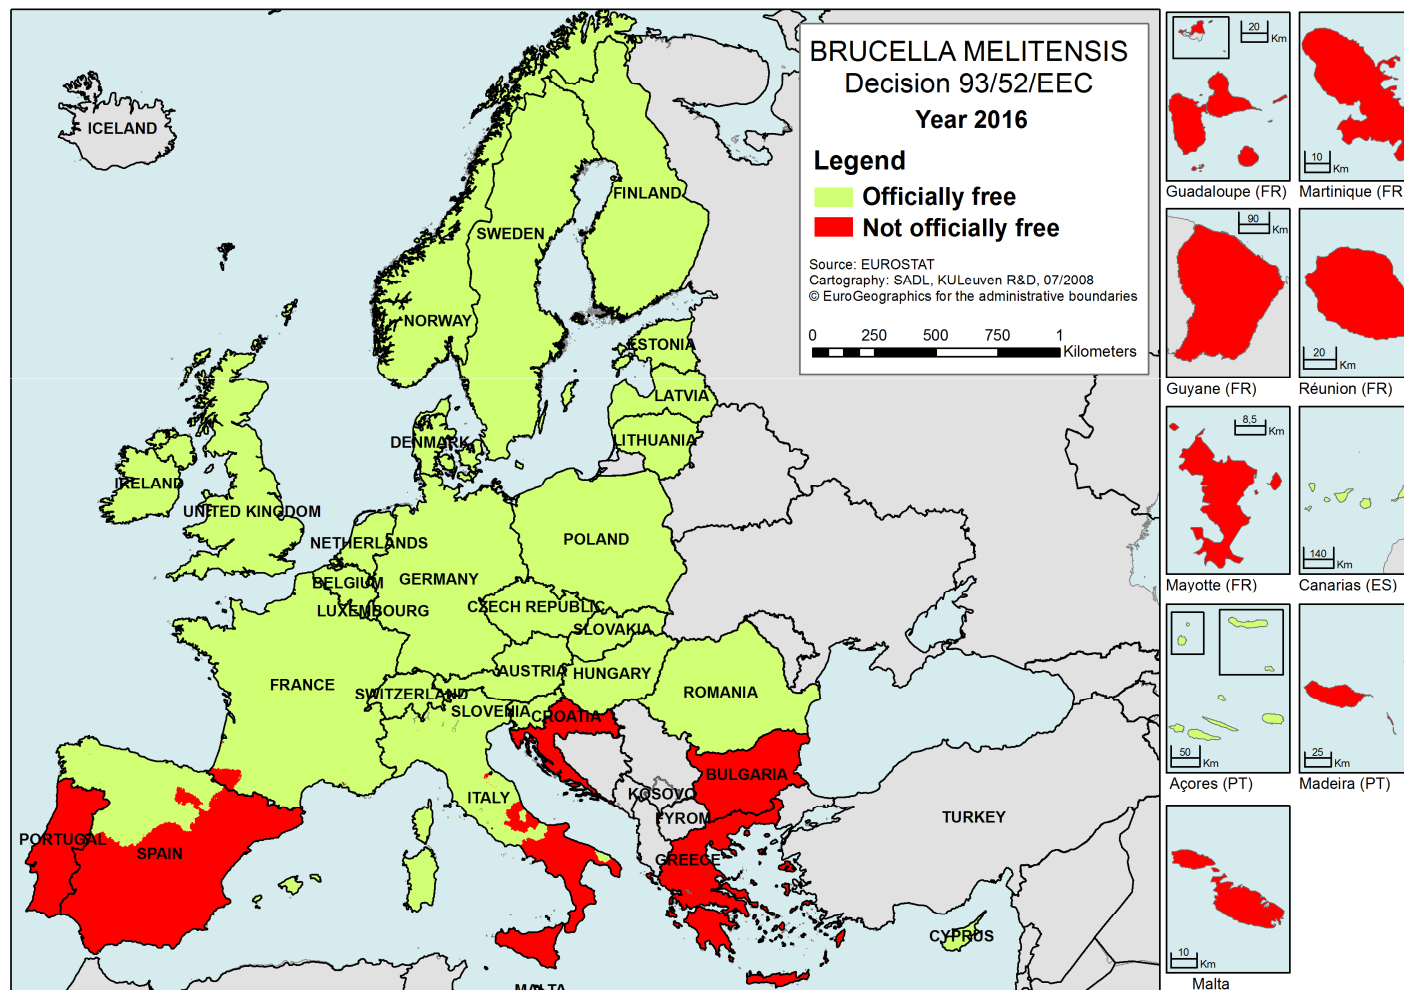 BRUCELLA MELITENSIS
Decision 93/52/EEC
Year 2016
Legend
Officially free
Not officially free
Source: EUROSTAT
Cartography: SADL, KULeuven R&D, 07/2008
© EuroGeographics for the administrative boundaries
0 250 500 750 1
Kilometers
ICELAND
FINLAND
SWEDEN
NORWAY
ESTONIA
LATVIA
LITHUANIA
DENMARK
IRELAND
UNITED KINGDOM
NETHERLANDS
POLAND
BELGIUM
GERMANY
LUXEMBOURG
CZECH REPUBLIC
SLOVAKIA
AUSTRIA
HUNGARY
FRANCE
SWITZERLAND
ROMANIA
SLOVENIA
CROATIA
BULGARIA
ITALY
KOSOVO
FYROM
TURKEY
PORTUGAL
SPAIN
GREECE
CYPRUS
MALTA
20 Km
Guadaloupe (FR)
10 Km
Martinique (FR
90 Km
Guyane (FR)
20 Km
Réunion (FR)
8,5 Km
Mayotte (FR)
140 Km
Canarias (ES)
50 Km
Açores (PT)
25 Km
Madeira (PT)
10 Km
Malta